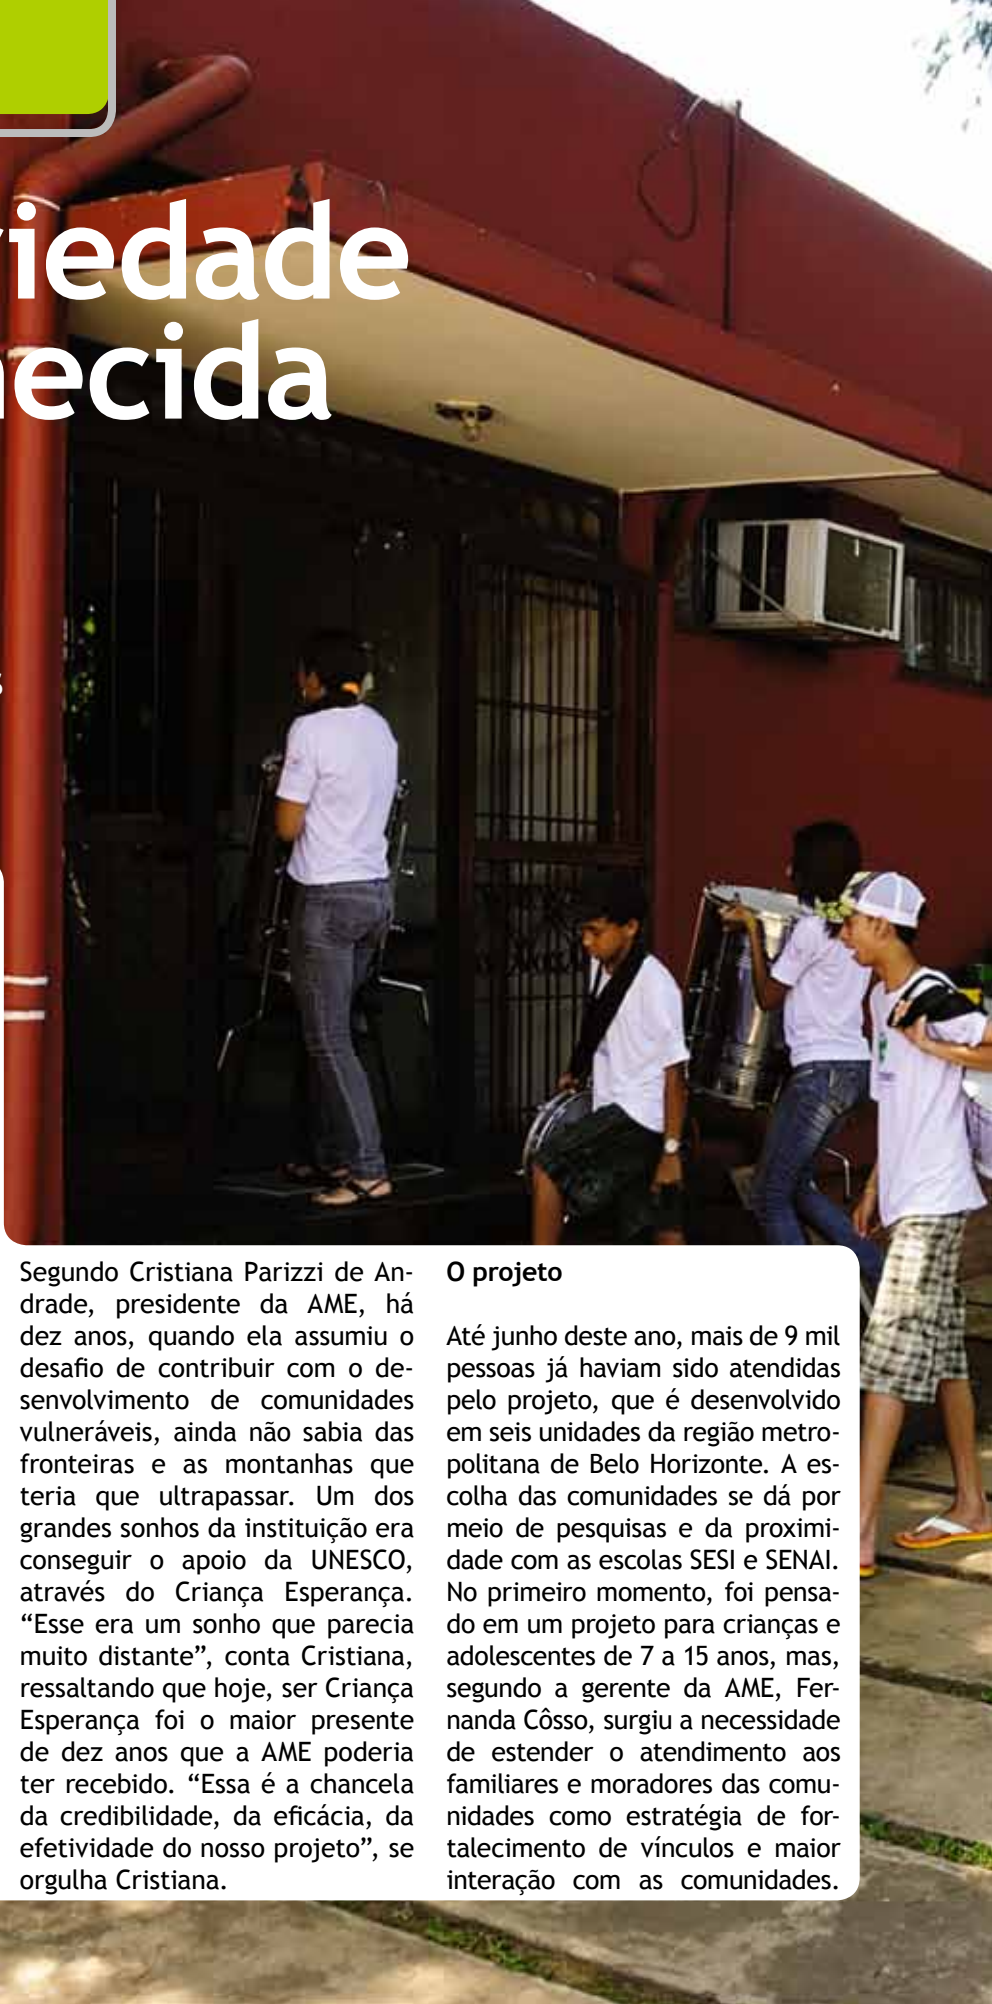 riedade
ecida
s
Segundo Cristiana Parizzi de An-
drade, presidente da AME, há
dez anos, quando ela assumiu o
desafio de contribuir com o de-
senvolvimento de comunidades
vulneráveis, ainda não sabia das
fronteiras e as montanhas que
teria que ultrapassar. Um dos
grandes sonhos da instituição era
conseguir o apoio da UNESCO,
através do Criança Esperança.
“Esse era um sonho que parecia
muito distante”, conta Cristiana,
ressaltando que hoje, ser Criança
Esperança foi o maior presente
de dez anos que a AME poderia
ter recebido. “Essa é a chancela
da credibilidade, da eficácia, da
efetividade do nosso projeto”, se
orgulha Cristiana.
O projeto
Até junho deste ano, mais de 9 mil
pessoas já haviam sido atendidas
pelo projeto, que é desenvolvido
em seis unidades da região metro-
politana de Belo Horizonte. A es-
colha das comunidades se dá por
meio de pesquisas e da proximi-
dade com as escolas SESI e SENAI.
No primeiro momento, foi pensa-
do em um projeto para crianças e
adolescentes de 7 a 15 anos, mas,
segundo a gerente da AME, Fer-
nanda Côsso, surgiu a necessidade
de estender o atendimento aos
familiares e moradores das comu-
nidades como estratégia de for-
talecimento de vínculos e maior
interação com as comunidades.